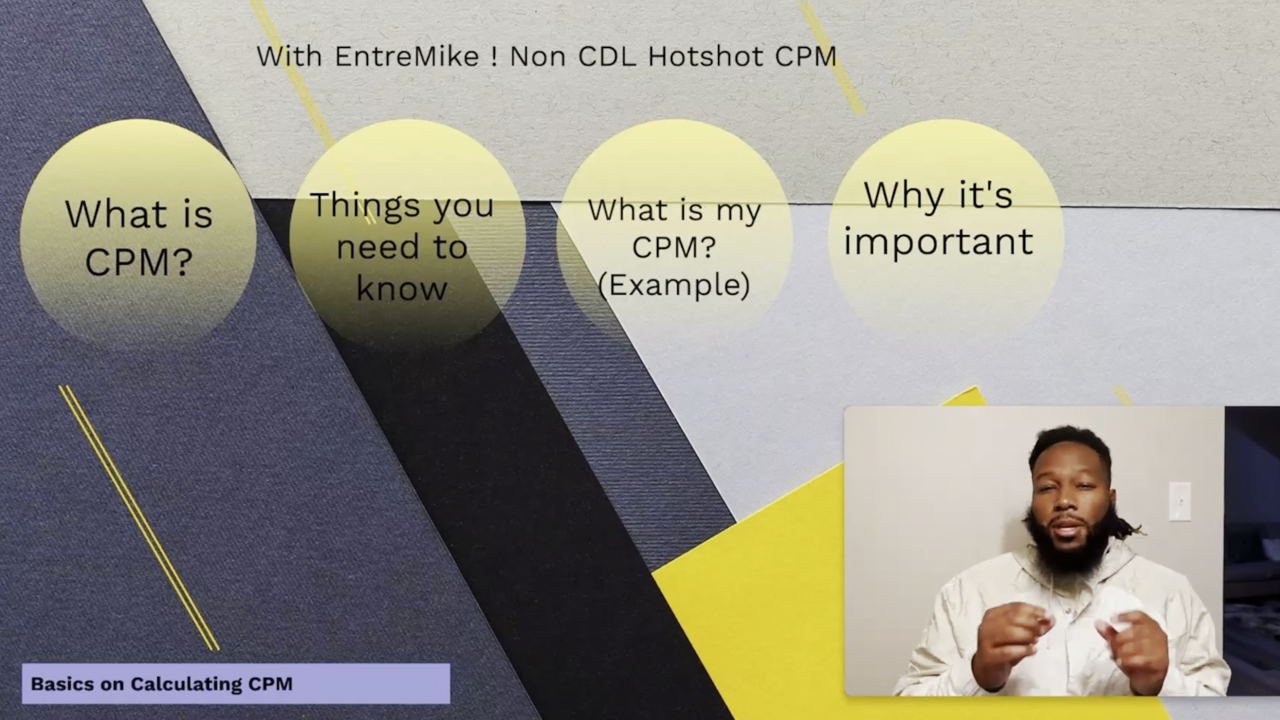 With EntreMike ! Non CDL Hotshot CPM
What is
CPM?
Things you
need to
know
What is my
CPM?
(Example)
Why it's
important
Basics on Calculating CPM